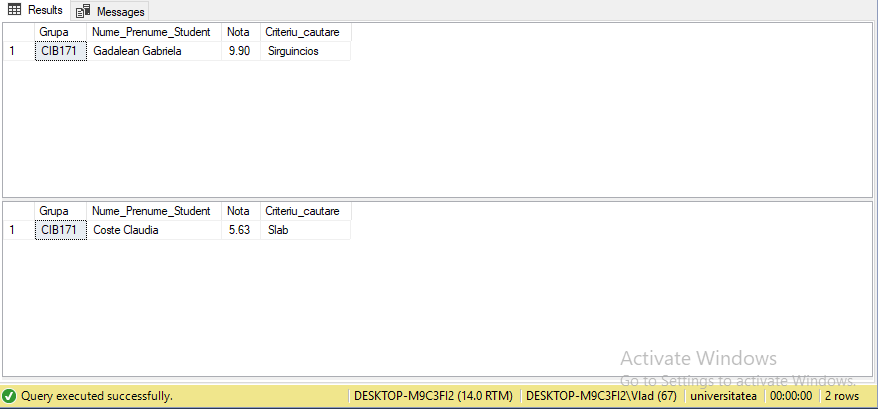 Results Messages
Grupa Nume_Prenume_Student Nota Criteriu_cautare
1 CIB171 Gadalean Gabriela 9.90 Sirguincios
Grupa Nume_Prenume_Student Nota Criteriu_cautare
1 CIB171 Coste Claudia 5.63 Slab
Activate Windows
Go to Settings to activate Windows.
Query executed successfully. DESKTOP-M9C3FI2 (14.0 RTM) DESKTOP-M9C3FI2\Vlad (67) universitatea 00:00:00 2 rows